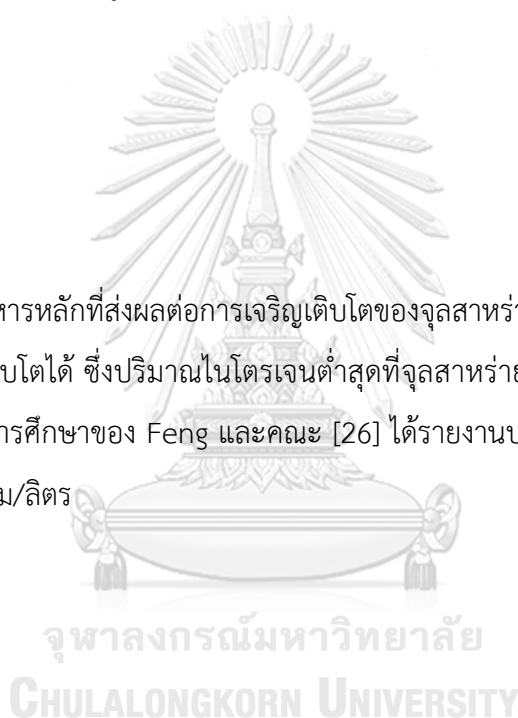 หารหลักที่ส่งผลต่อการเจริญเติบโตของจุลสาหร่า
บโตได้ ซึ่งปริมาณไนโตรเจนต่ำสุดที่จุลสาหร่าย
ารศึกษาของ Feng และคณะ [26] ได้รายงานป
ม/ลิตร
จุฬาลงกรณ์มหาวิทยาลัย
CHULALONGKORN UNIVERSITY